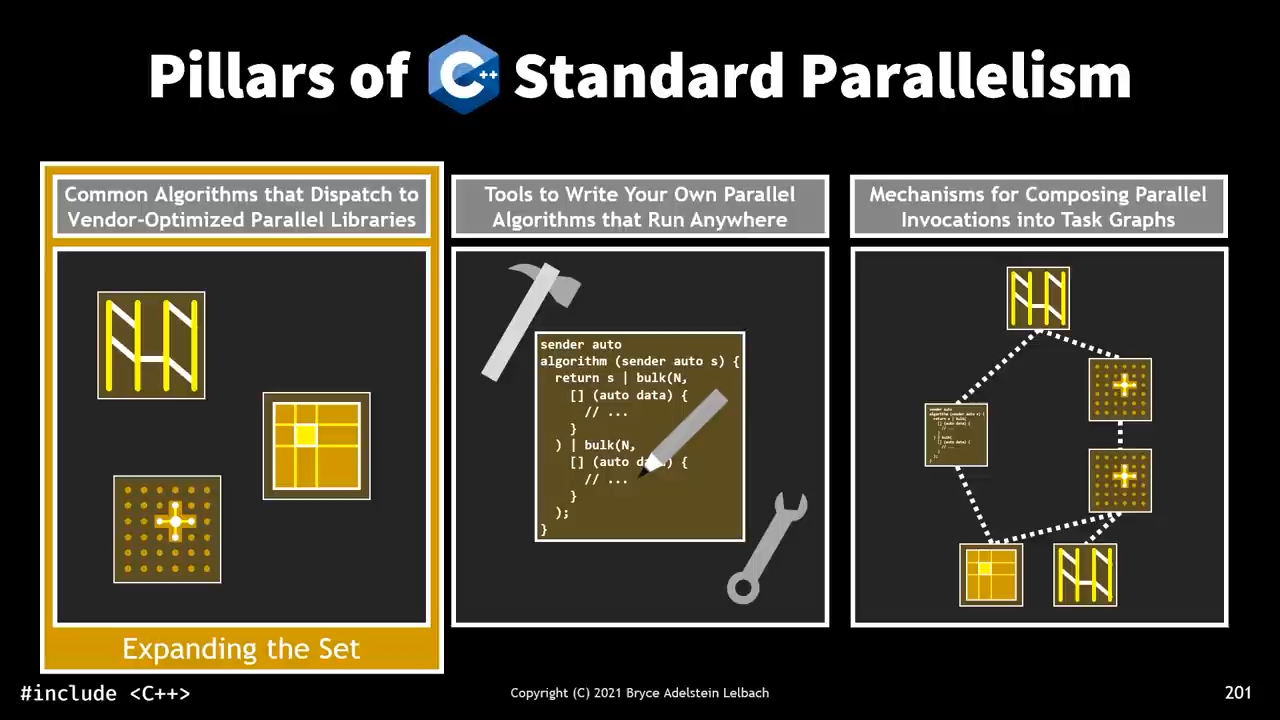 Pillars of C++ Standard Parallelism
Common Algorithms that Dispatch to
Vendor-Optimized Parallel Libraries
Expanding the Set
Tools to Write Your Own Parallel
Algorithms that Run Anywhere
sender auto
algorithm (sender auto s) {
return s | bulk(N,
[] (auto data) {
// ...
}
) | bulk(N,
[] (auto data) {
// ...
}
);
}
Mechanisms for Composing Parallel
Invocations into Task Graphs
#include <C++>
Copyright (C) 2021 Bryce Adelstein Lelbach
201